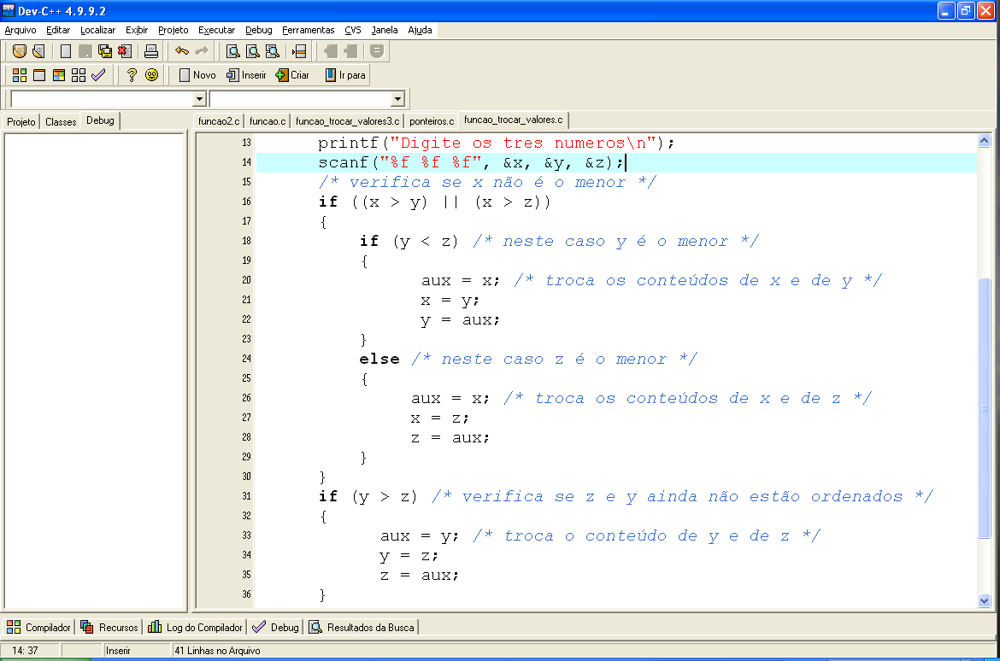 Dev-C++ 4.9.9.2
Arquivo Editar Localizar Exibir Projeto Executar Debug Ferramentas CVS Janela Ajuda
Novo Inserir Criar Ir para
Projeto Classes Debug
funcao2.c funcao.c funcao_trocar_valores3.c ponteiros.c funcao_trocar_valores.c
13 printf("Digite os tres numeros\n");
14 scanf("%f %f %f", &x, &y, &z);
15 /* verifica se x não é o menor */
16 if ((x > y) || (x > z))
17 {
18 if (y < z) /* neste caso y é o menor */
19 {
20 aux = x; /* troca os conteúdos de x e de y */
21 x = y;
22 y = aux;
23 }
24 else /* neste caso z é o menor */
25 {
26 aux = x; /* troca os conteúdos de x e de z */
27 x = z;
28 z = aux;
29 }
30 }
31 if (y > z) /* verifica se z e y ainda não estão ordenados */
32 {
33 aux = y; /* troca o conteúdo de y e de z */
34 y = z;
35 z = aux;
36 }
Compilador Recursos Log do Compilador Debug Resultados da Busca
14: 37 Inserir 41 Linhas no Arquivo